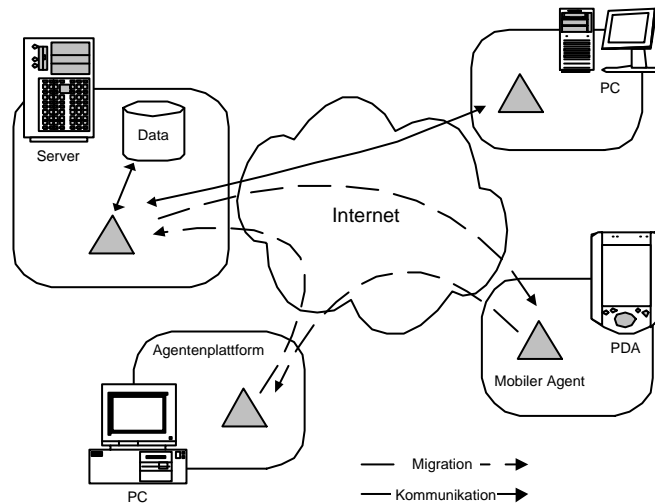 PC
Data
Server
Internet
Agentenplattform
PDA
Mobiler Agent
PC
Migration
Kommunikation